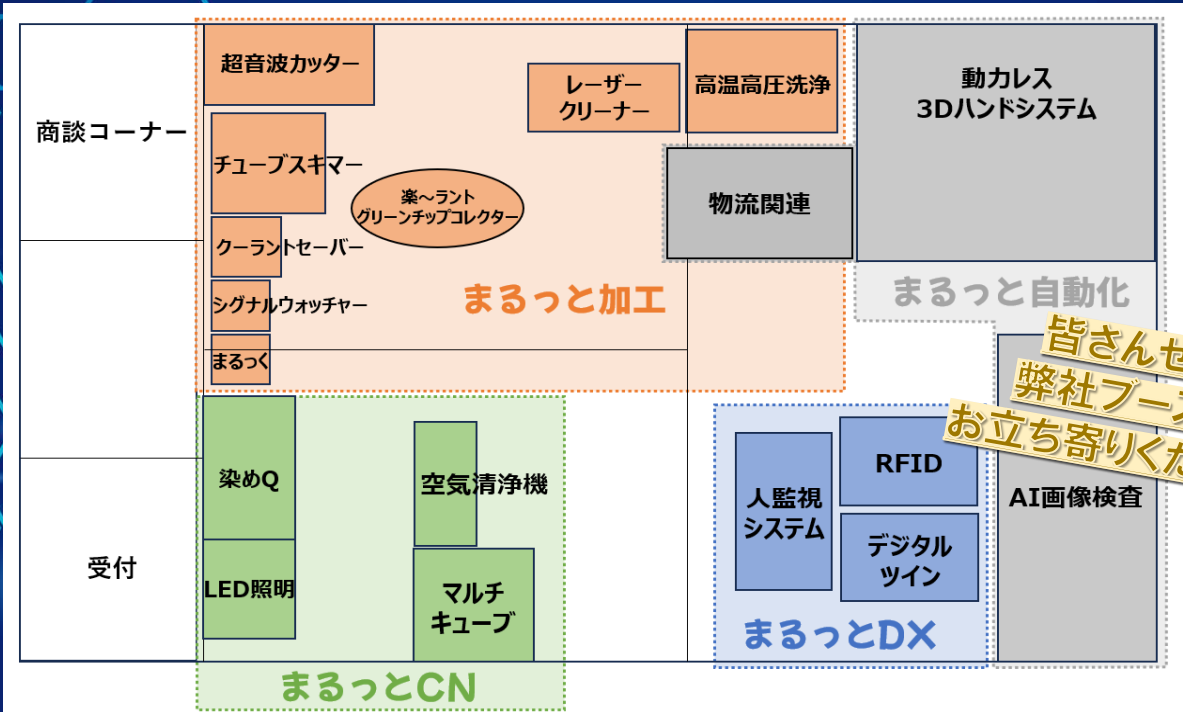 超音波カッター
レーザー
クリーナー
高温高圧洗浄
動力レス
3Dハンドシステム
商談コーナー
チューブスキマー
楽~ラント
グリーンチップコレクター
物流関連
クーラントセーバー
シグナルウォッチャー
まるっと加工
まるっと自動化
まるっく
皆さんせ
弊社ブース
お立ち寄りくだ
染めQ
空気清浄機
人監視
システム
RFID
AI画像検査
受付
LED照明
マルチ
キューブ
デジタル
ツイン
まるっとDX
まるっとCN